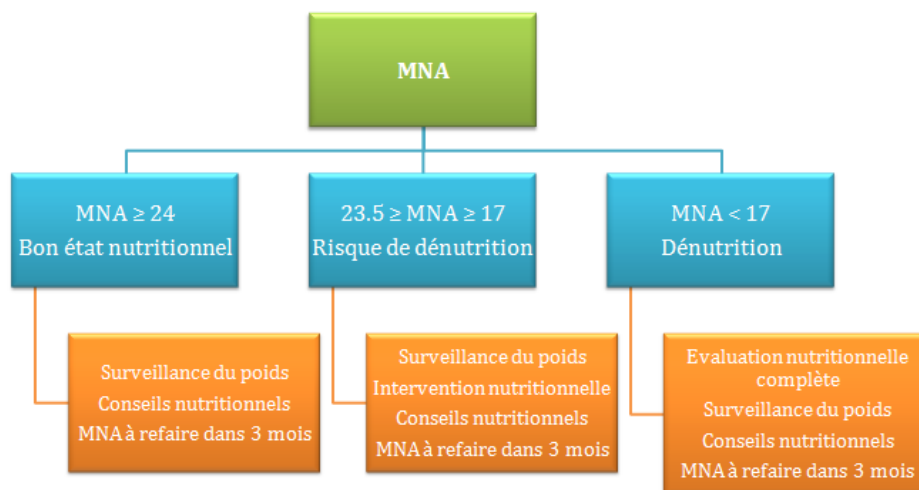 MNA
MNA ≥ 24
Bon état nutritionnel
23.5 ≥ MNA ≥ 17
Risque de dénutrition
MNA < 17
Dénutrition
Surveillance du poids
Conseils nutritionnels
MNA à refaire dans 3 mois
Surveillance du poids
Intervention nutritionnelle
Conseils nutritionnels
MNA à refaire dans 3 mois
Evaluation nutritionnelle
complète
Surveillance du poids
Conseils nutritionnels
MNA à refaire dans 3 mois